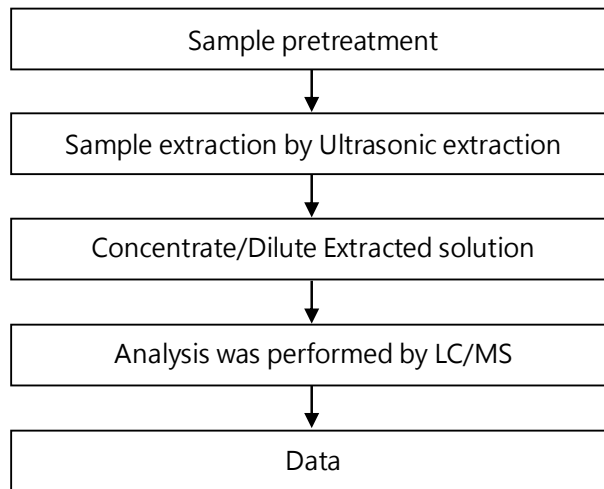 Sample pretreatment
Sample extraction by Ultrasonic extraction
Concentrate/Dilute Extracted solution
Analysis was performed by LC/MS
Data